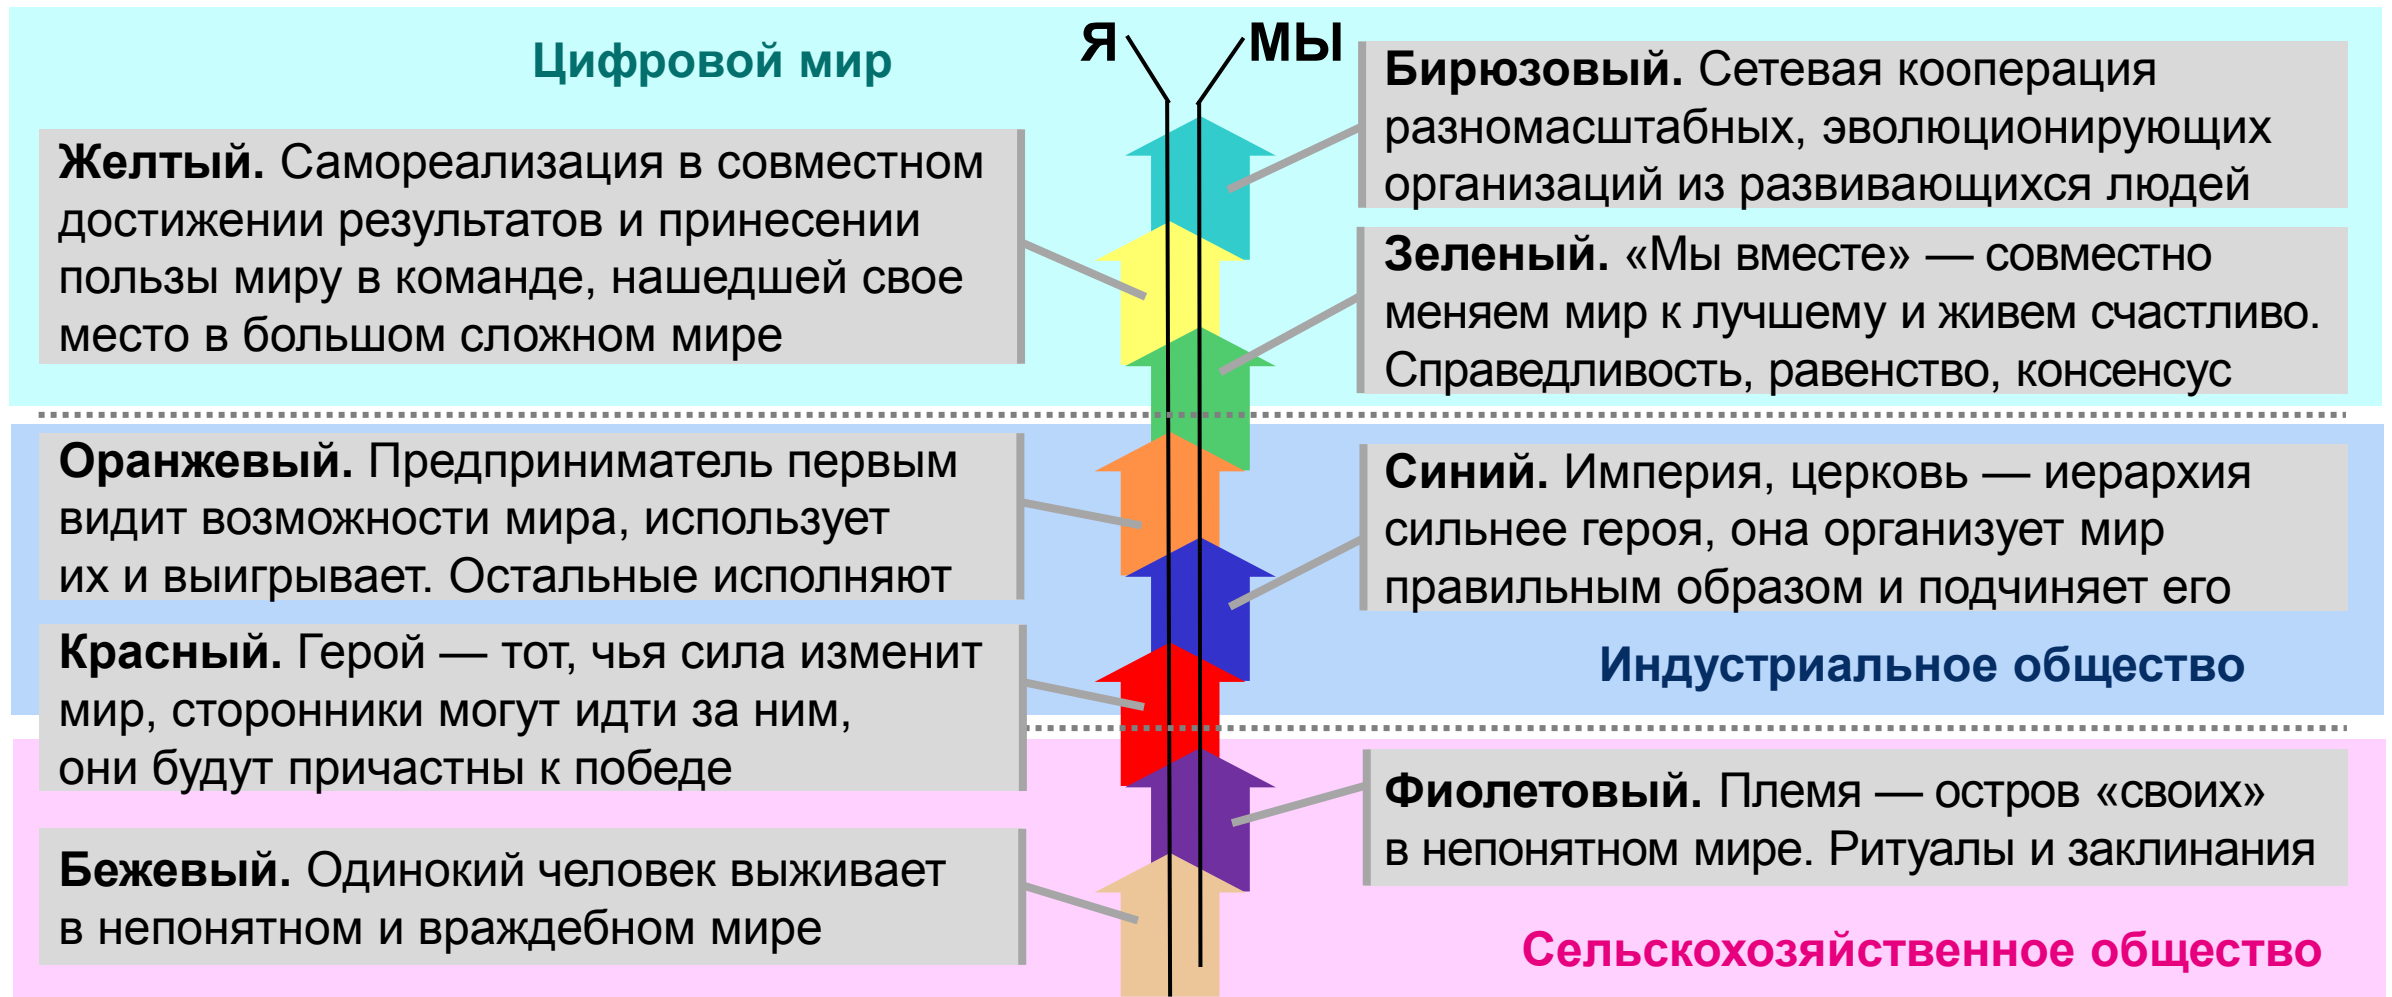 Цифровой мир
Я
МЫ
Бирюзовый. Сетевая кооперация
разномасштабных, эволюционирующих
организаций из развивающихся людей
Желтый. Самореализация в совместном
достижении результатов и принесении
пользы миру в команде, нашедшей свое
место в большом сложном мире
Зеленый. «Мы вместе» — совместно
меняем мир к лучшему и живем счастливо.
Справедливость, равенство, консенсус
Оранжевый. Предприниматель первым
видит возможности мира, использует
их и выигрывает. Остальные исполняют
Синий. Империя, церковь — иерархия
сильнее героя, она организует мир
правильным образом и подчиняет его
Индустриальное общество
Красный. Герой — тот, чья сила изменит
мир, сторонники могут идти за ним,
они будут причастны к победе
Фиолетовый. Племя — остров «своих»
в непонятном мире. Ритуалы и заклинания
Бежевый. Одинокий человек выживает
в непонятном и враждебном мире
Сельскохозяйственное общество